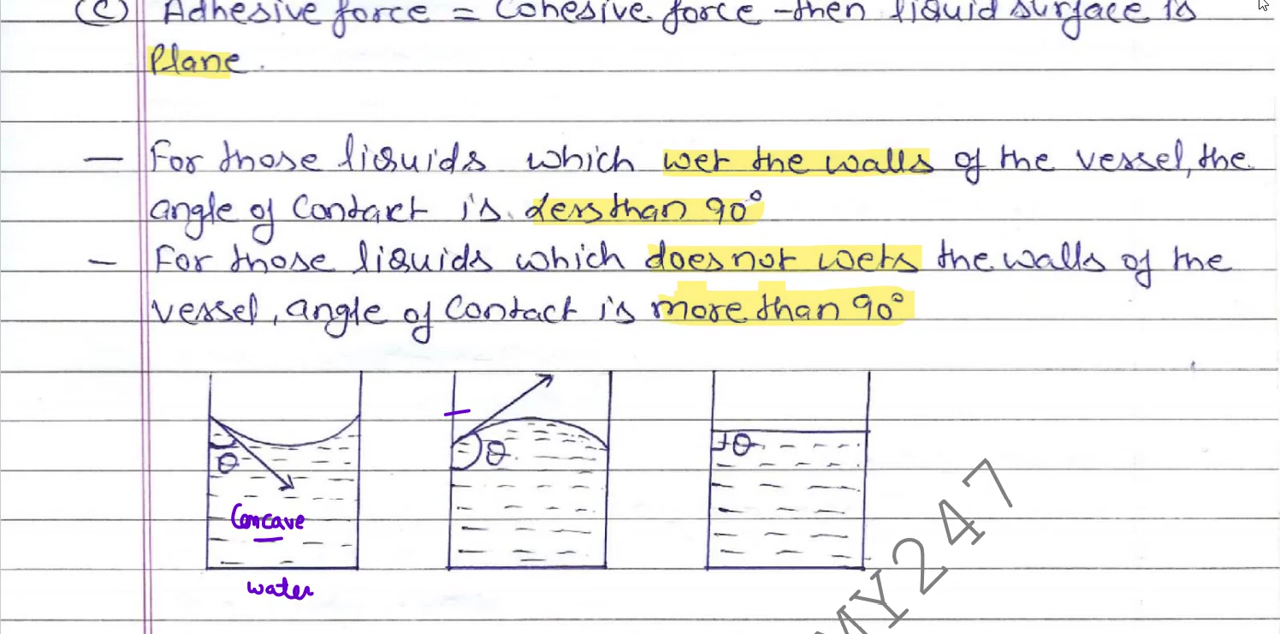 (c) Adhesive force = Cohesive force then liquid surface is
Plane.
— For those liquids which wet the walls of the vessel, the
angle of Contact is less than 90°
— For those liquids which does not wets the walls of the
vessel, angle of Contact is more than 90°
θ
θ
θ
Concave
water
MY247